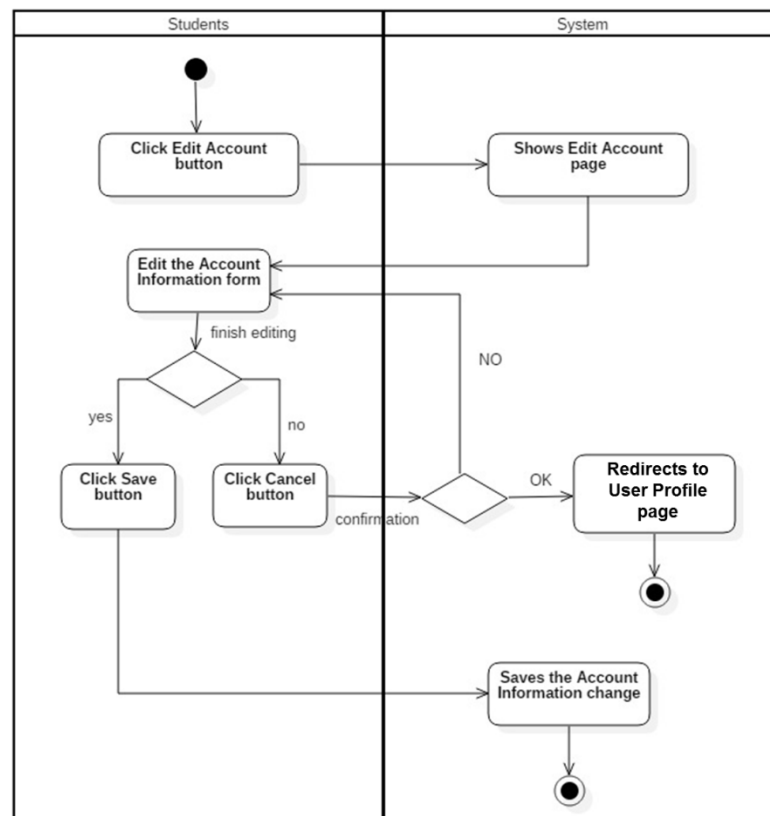 Students
System
Click Edit Account
button
Shows Edit Account
page
Edit the Account
Information form
finish editing
NO
yes
no
Click Save
button
Click Cancel
button
confirmation
OK
Redirects to
User Profile
page
Saves the Account
Information change